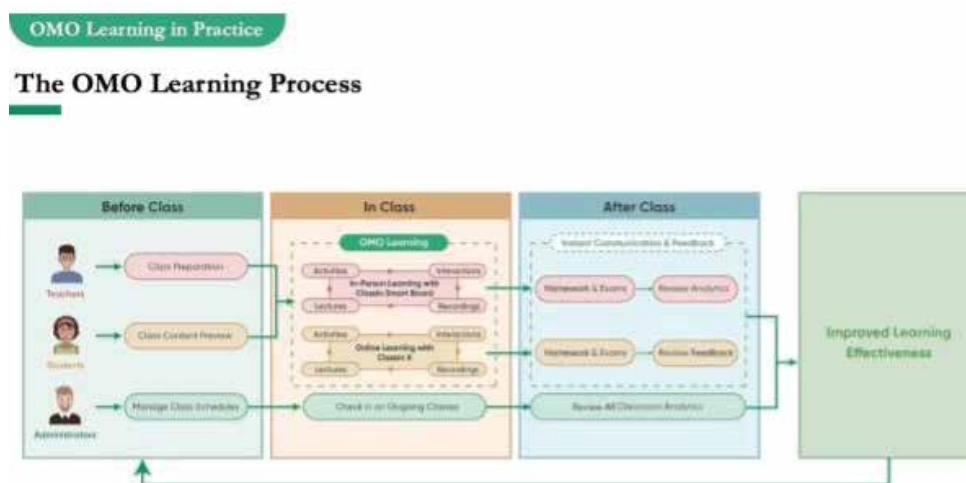 OMO Learning in Practice
The OMO Learning Process
Before Class
Teachers
Class Preparation
Students
Class Content Preview
Administrators
Manage Class Schedules
In Class
OMO Learning
Activities
Interactions
In-Person Learning with
ClassIn Smart Board
Lectures
Recordings
Activities
Interactions
Online Learning with
ClassIn X
Lectures
Recordings
Check in on Ongoing Classes
After Class
Instant Communication & Feedback
Homework & Exams
Review Analytics
Homework & Exams
Review Feedback
Review All Classroom Analytics
Improved Learning
Effectiveness